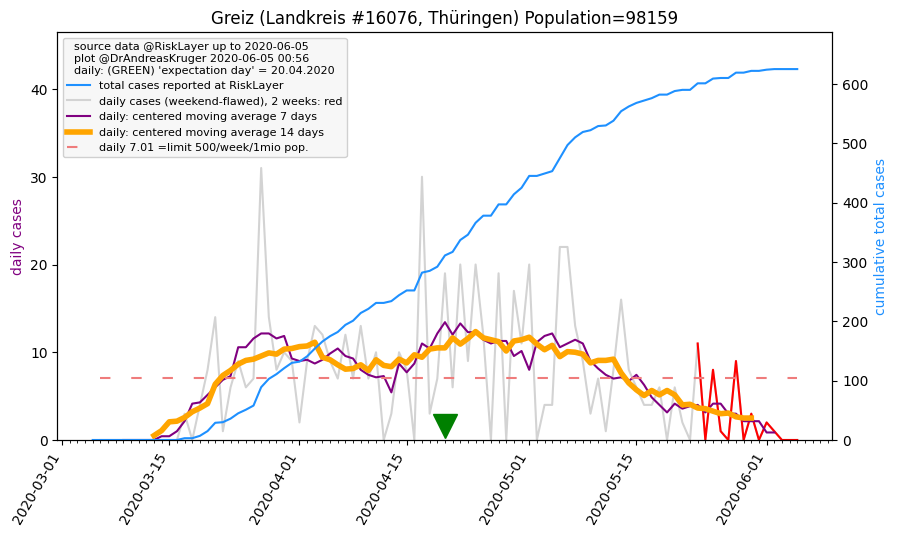 Greiz (Landkreis #16076, Thüringen) Population=98159
source data @RiskLayer up to 2020-06-05
plot @DrAndreasKruger 2020-06-05 00:56
daily: (GREEN) 'expectation day' = 20.04.2020
total cases reported at RiskLayer
daily cases (weekend-flawed), 2 weeks: red
daily: centered moving average 7 days
daily: centered moving average 14 days
daily 7.01 =limit 500/week/1mio pop.
daily cases
40
30
20
10
0
cumulative total cases
600
500
400
300
200
100
0
2020-03-01
2020-03-15
2020-04-01
2020-04-15
2020-05-01
2020-05-15
2020-06-01